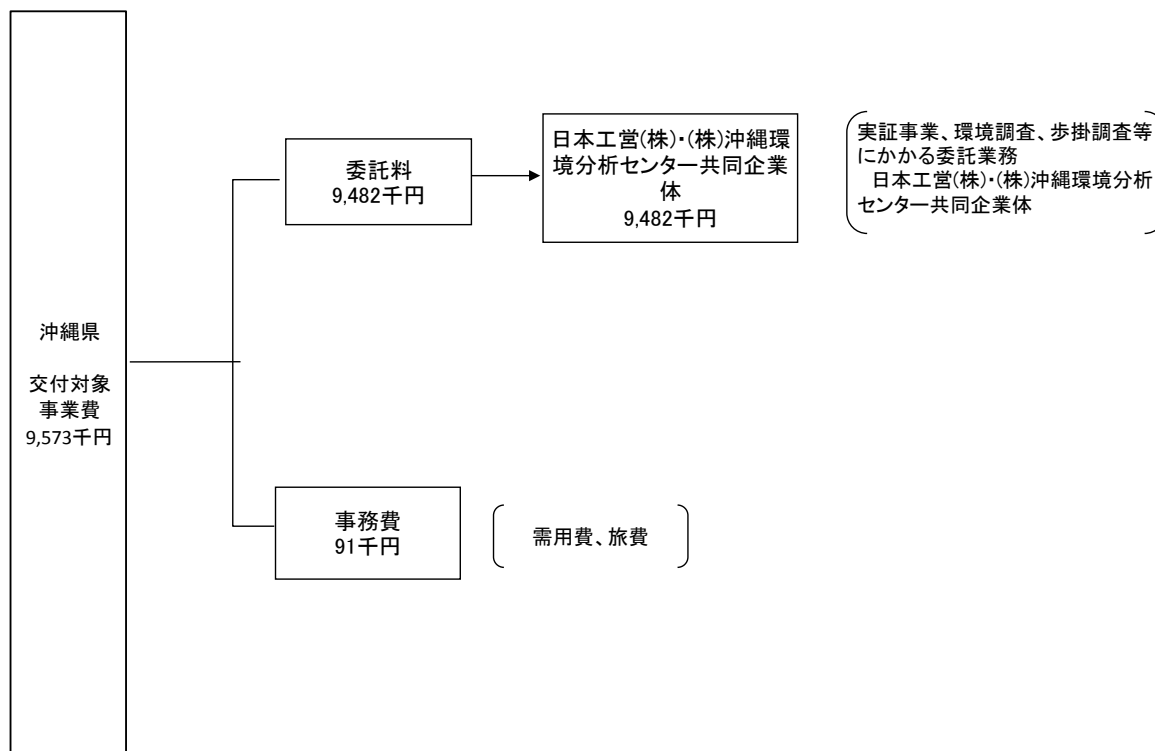 沖縄県
交付対象
事業費
9,573千円
委託料
9,482千円
日本工営(株)・(株)沖縄環
境分析センター共同企業
体
9,482千円
実証事業、環境調査、歩掛調査等
にかかる委託業務
日本工営(株)・(株)沖縄環境分析
センター共同企業体
事務費
91千円
需用費、旅費